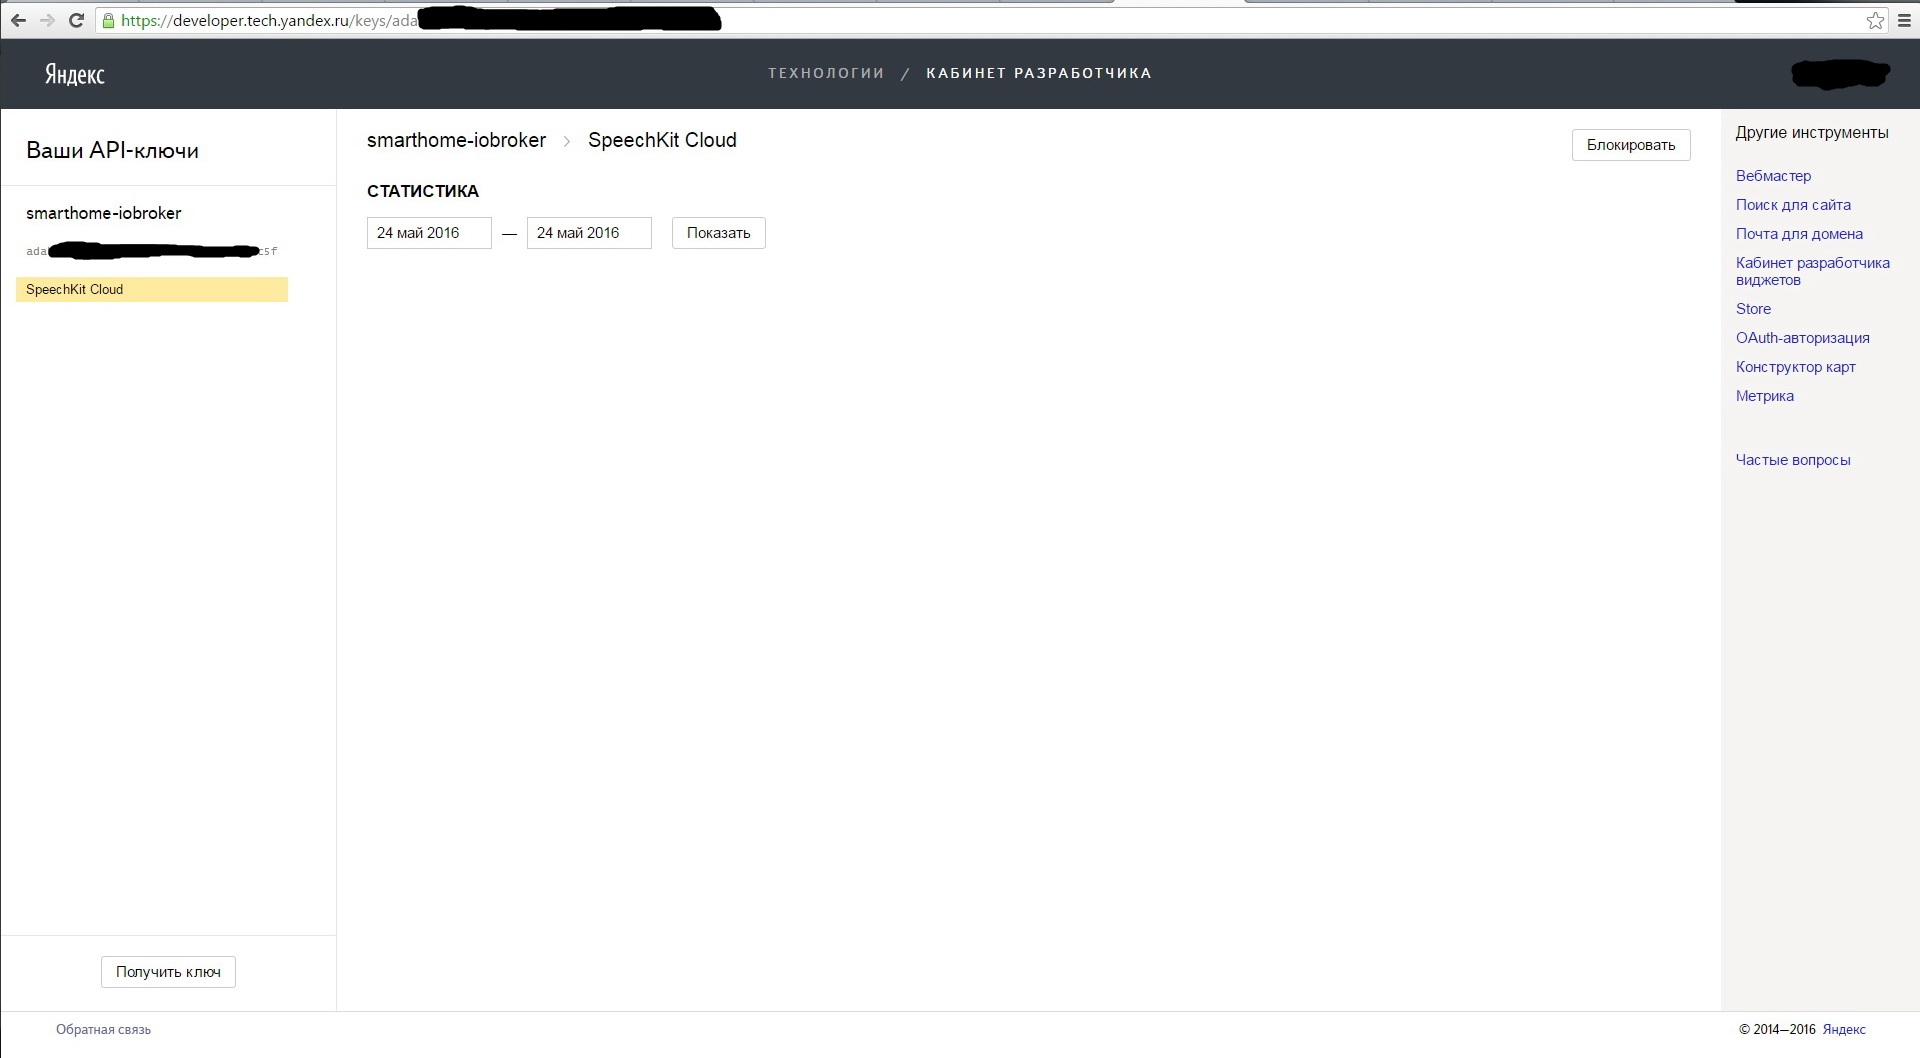 https://developer.tech.yandex.ru/keys/ada
Яндекс
ТЕХНОЛОГИИ / КАБИНЕТ РАЗРАБОТЧИКА
Ваши API-ключи
smarthome-iobroker
ada c5f
SpeechKit Cloud
smarthome-iobroker > SpeechKit Cloud
Блокировать
СТАТИСТИКА
24 май 2016 — 24 май 2016 Показать
Другие инструменты
Вебмастер
Поиск для сайта
Почта для домена
Кабинет разработчика
виджетов
Store
OAuth-авторизация
Конструктор карт
Метрика
Частые вопросы
Получить ключ
Обратная связь
© 2014—2016 Яндекс